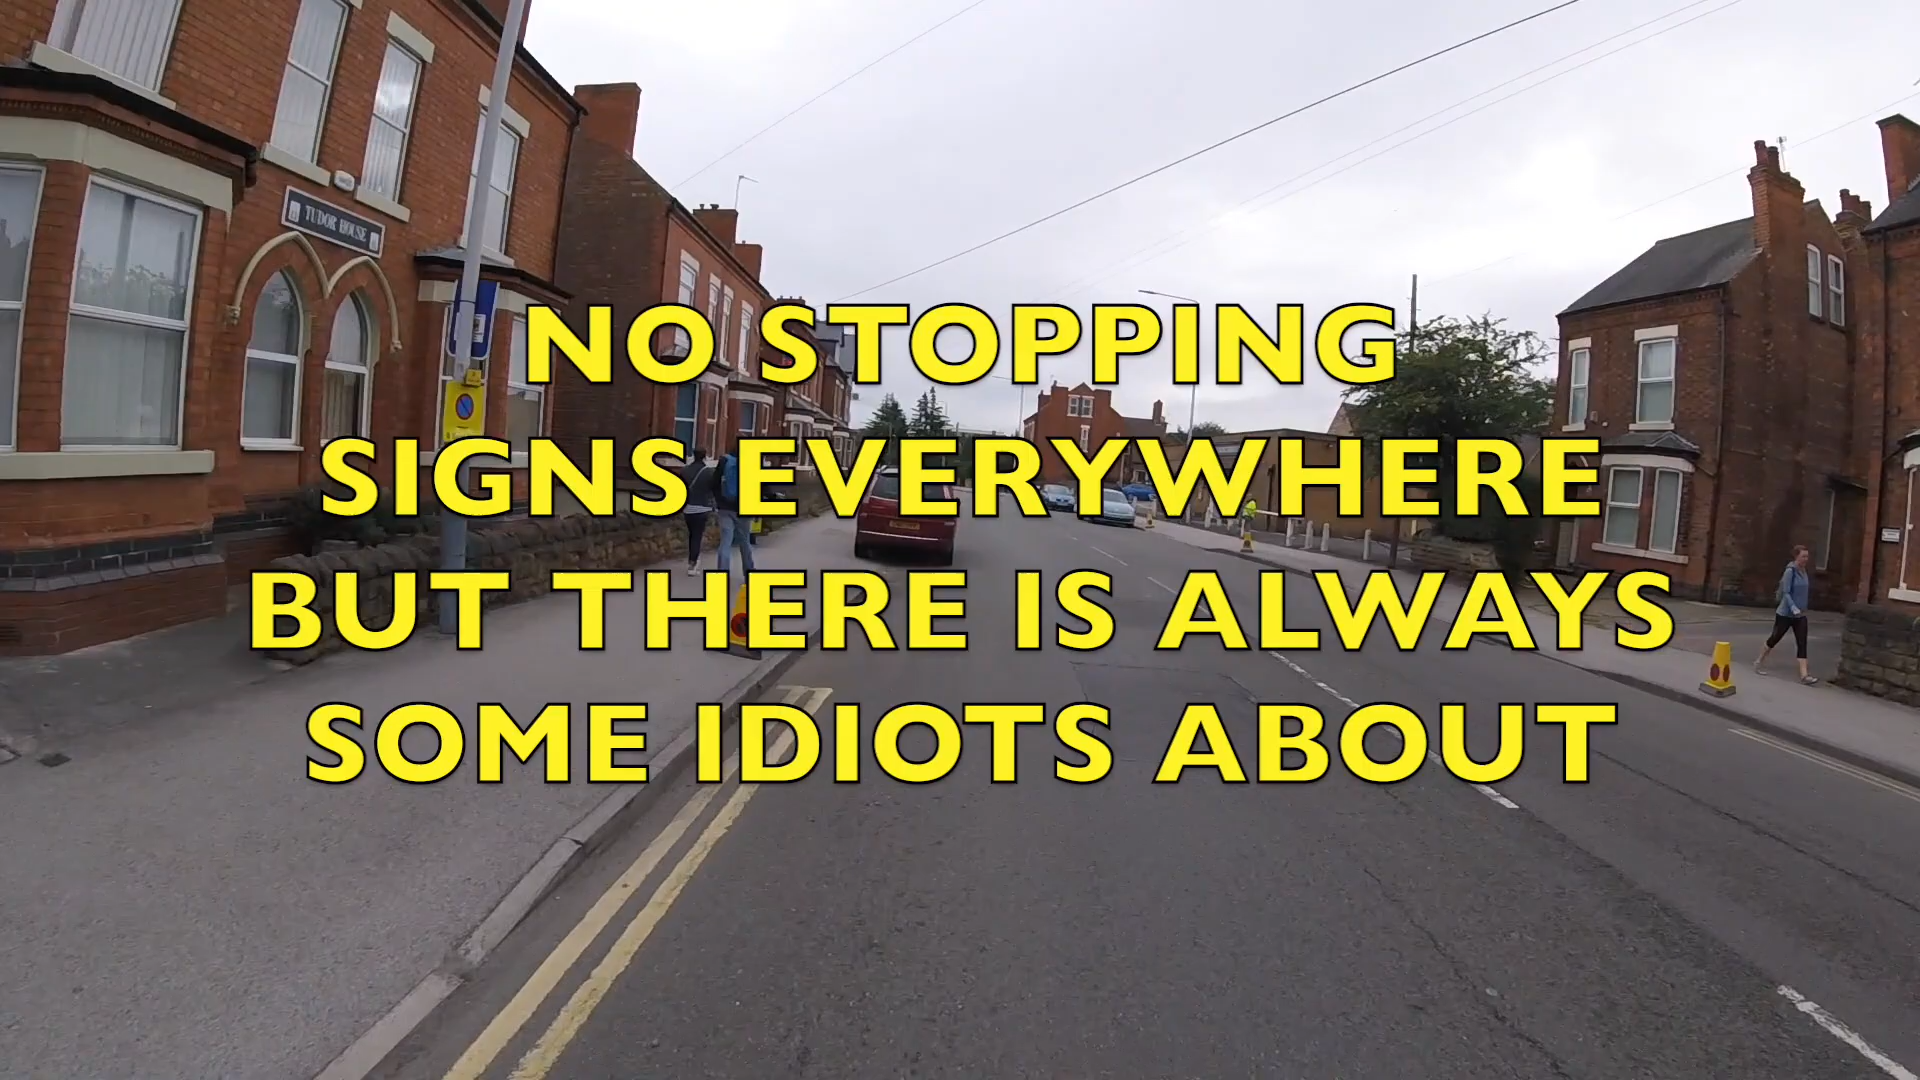 TUDOR HOUSE
NO STOPPING
SIGNS EVERYWHERE
BUT THERE IS ALWAYS
SOME IDIOTS ABOUT